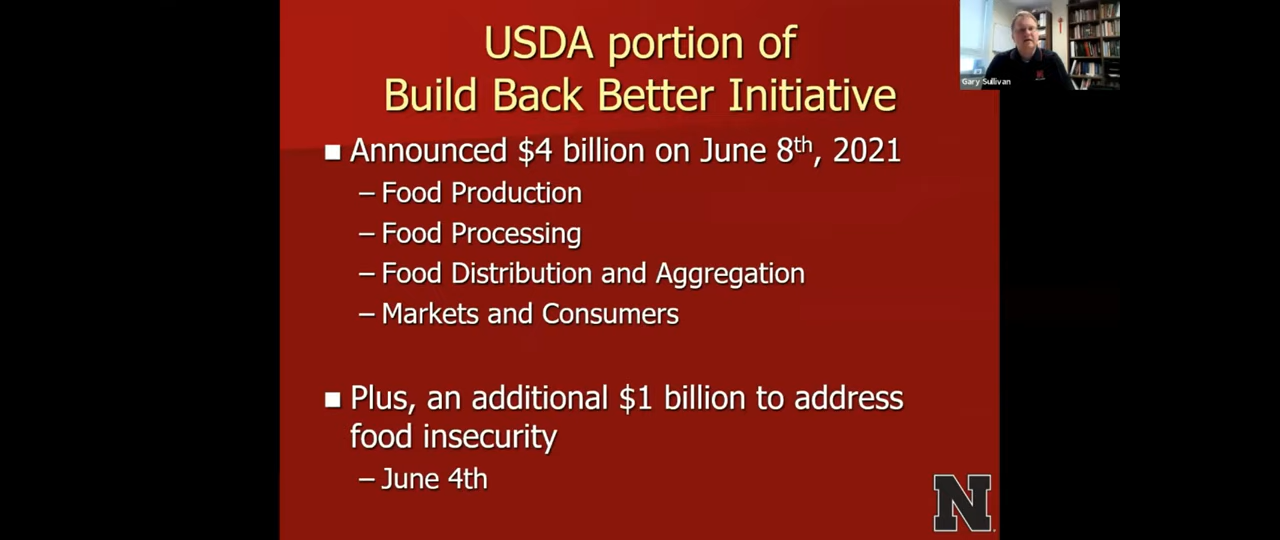 USDA portion of
Build Back Better Initiative
Gary Sullivan
■ Announced $4 billion on June 8th, 2021
– Food Production
– Food Processing
– Food Distribution and Aggregation
– Markets and Consumers
■ Plus, an additional $1 billion to address
food insecurity
– June 4th
N